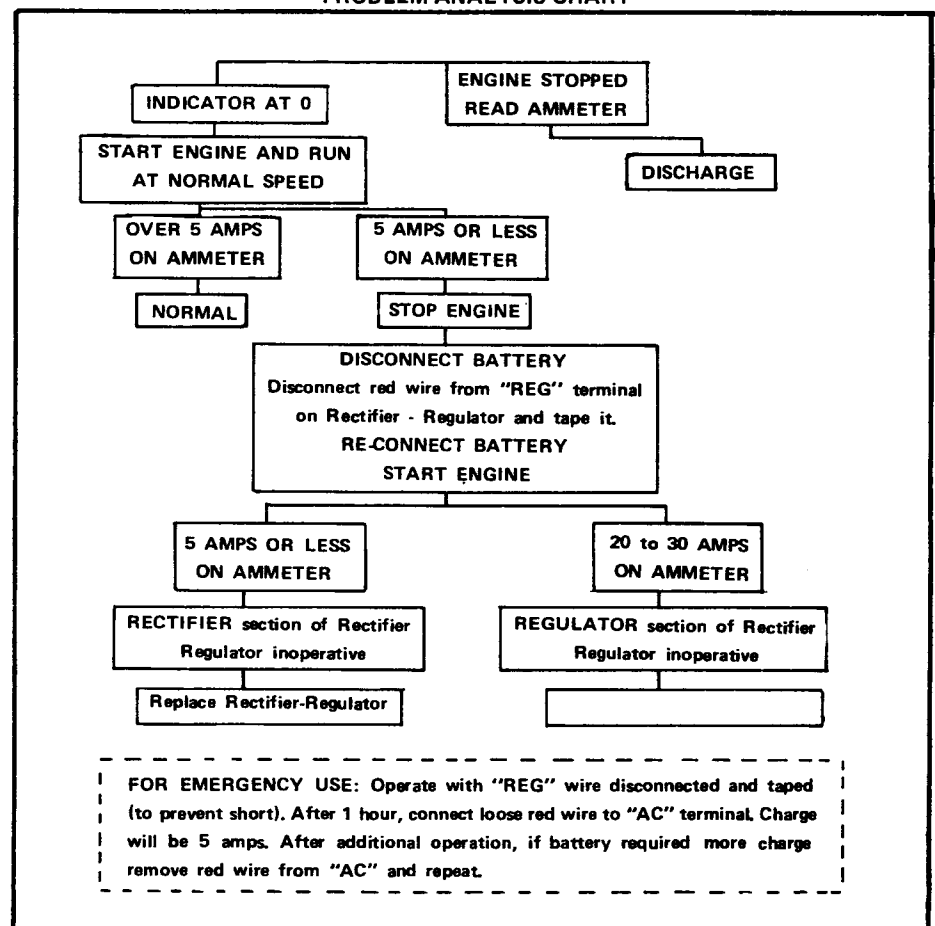 PROBLEM ANALYSIS CHART
ENGINE STOPPED
READ AMMETER
INDICATOR AT 0
DISCHARGE
START ENGINE AND RUN
AT NORMAL SPEED
OVER 5 AMPS
ON AMMETER
5 AMPS OR LESS
ON AMMETER
NORMAL
STOP ENGINE
DISCONNECT BATTERY
Disconnect red wire from "REG" terminal
on Rectifier - Regulator and tape it.
RE-CONNECT BATTERY
START ENGINE
5 AMPS OR LESS
ON AMMETER
20 to 30 AMPS
ON AMMETER
RECTIFIER section of Rectifier
Regulator inoperative
REGULATOR section of Rectifier
Regulator inoperative
Replace Rectifier-Regulator
FOR EMERGENCY USE: Operate with "REG" wire disconnected and taped
(to prevent short). After 1 hour, connect loose red wire to "AC" terminal. Charge
will be 5 amps. After additional operation, if battery required more charge
remove red wire from "AC" and repeat.